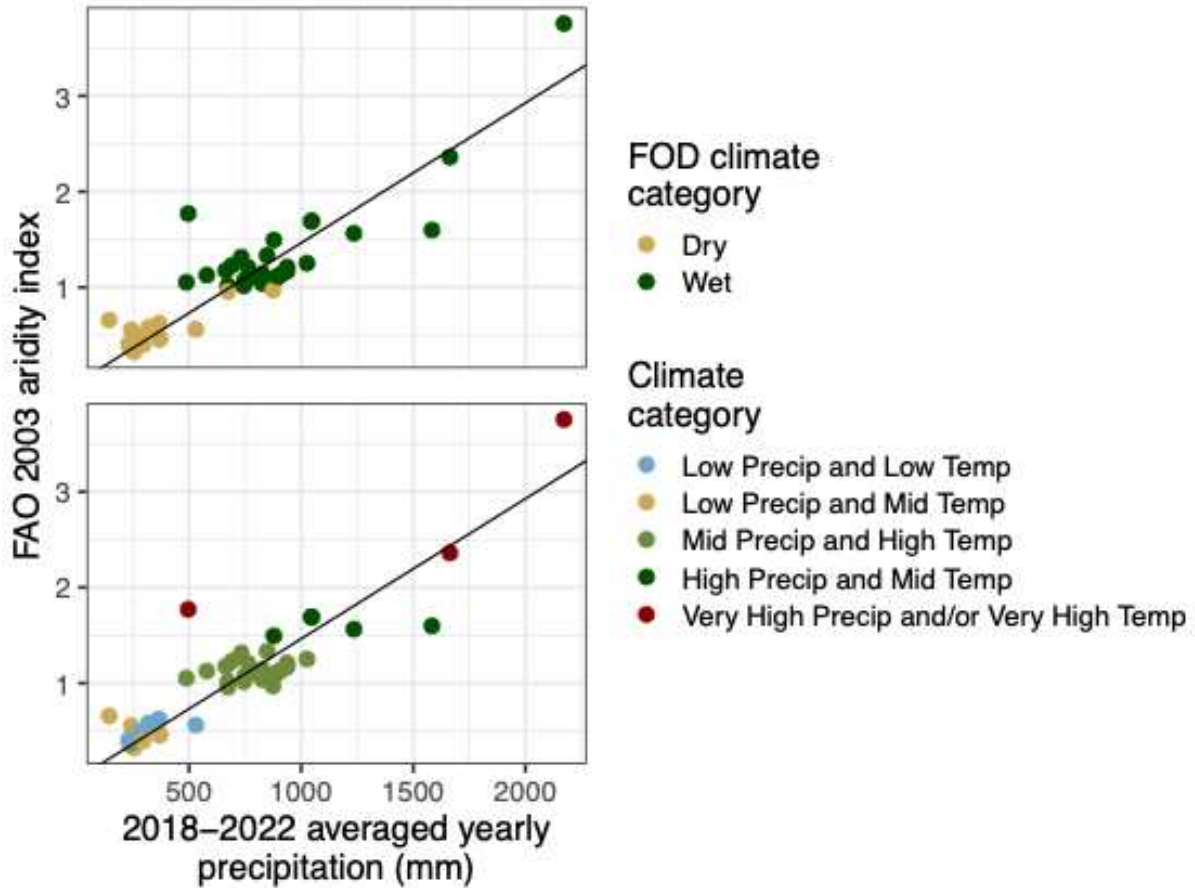 FAO 2003 aridity index
3
2
1
3
2
1
500 1000 1500 2000
2018–2022 averaged yearly
precipitation (mm)
FOD climate
category
Dry
Wet
Climate
category
Low Precip and Low Temp
Low Precip and Mid Temp
Mid Precip and High Temp
High Precip and Mid Temp
Very High Precip and/or Very High Temp